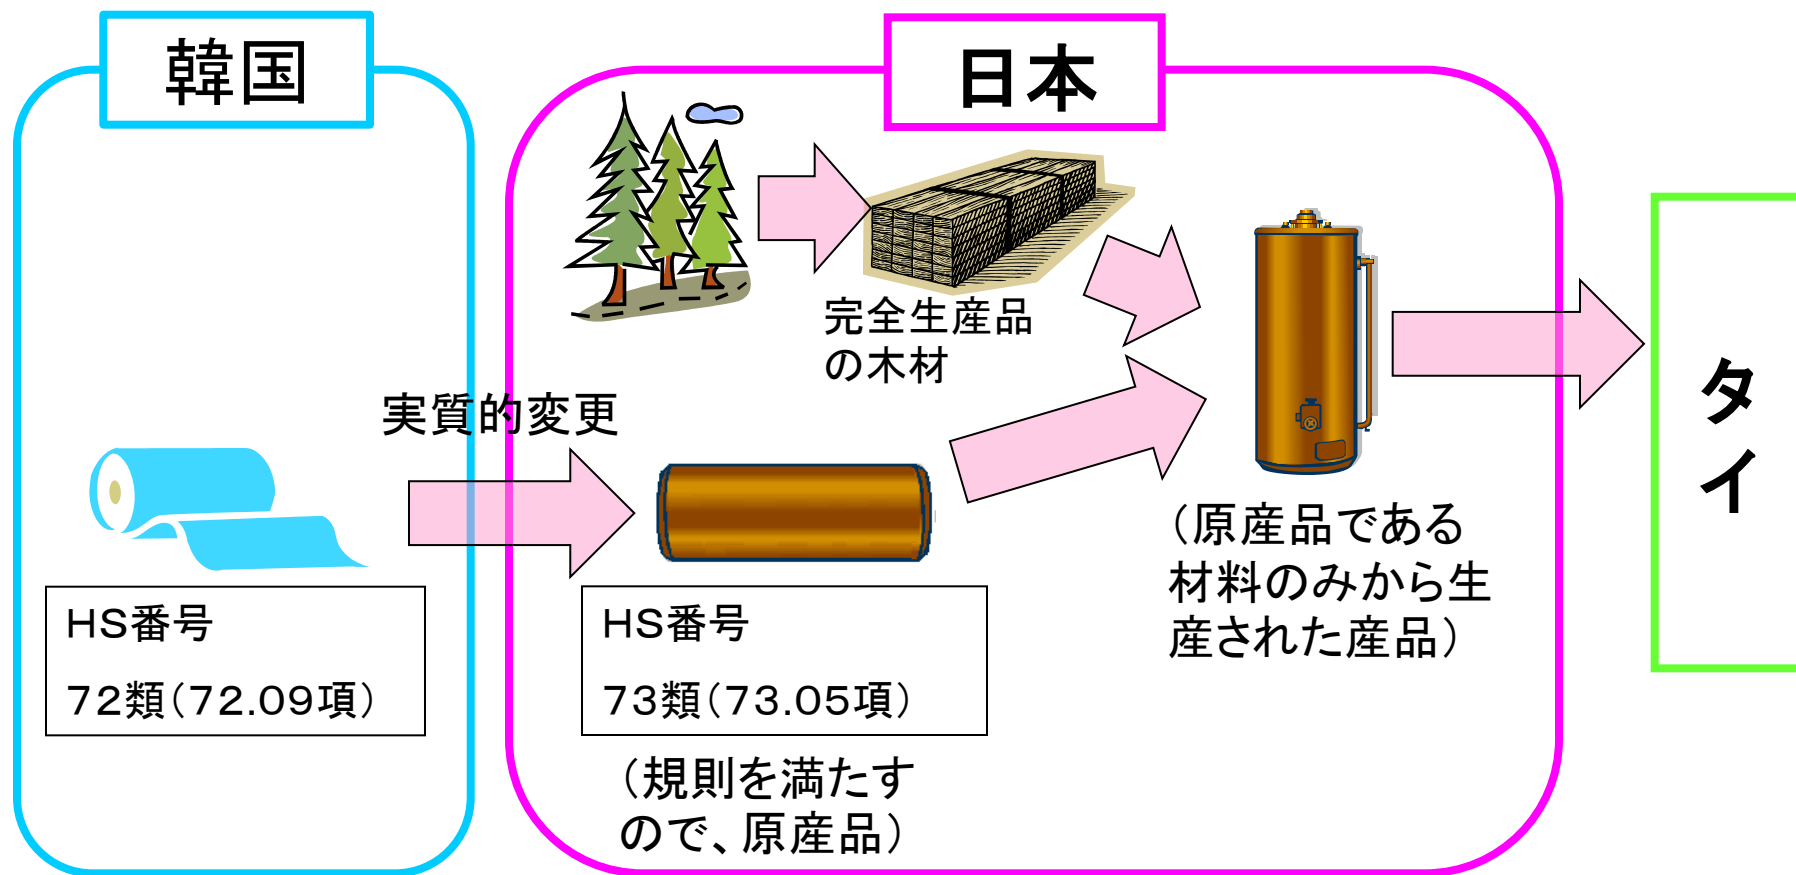 韓国
日本
完全生産品
の木材
実質的変更
HS番号
72類(72.09項)
HS番号
73類(73.05項)
(規則を満たす
ので、原産品)
(原産品である
材料のみから生
産された産品)
タ
イ